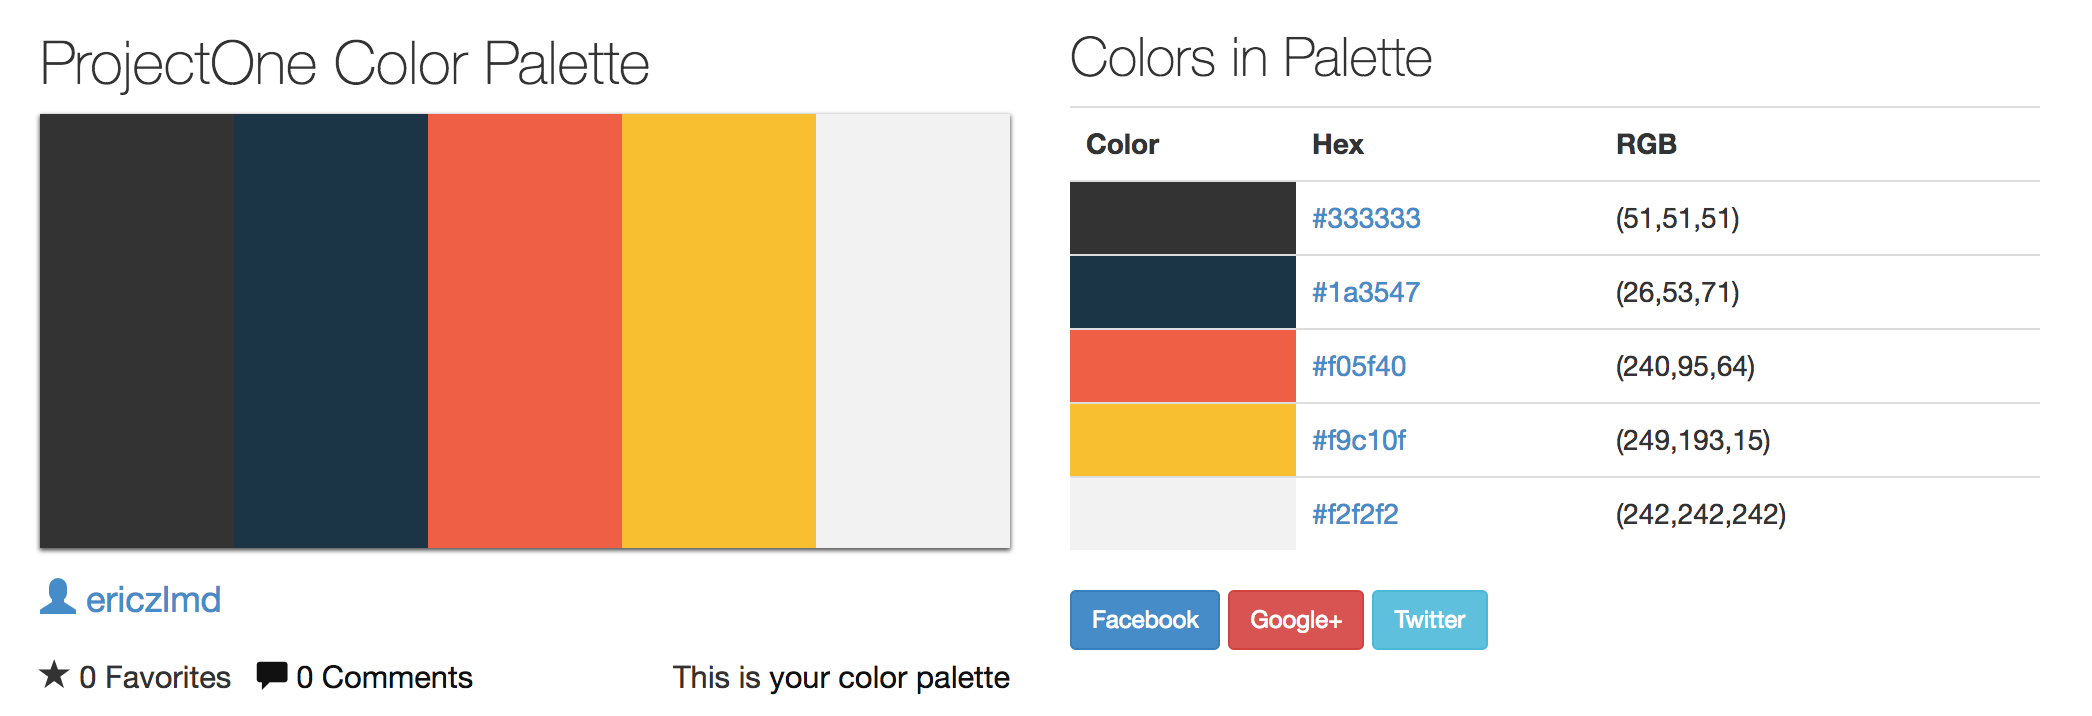 ProjectOne Color Palette
ericzlmd
0 Favorites 0 Comments This is your color palette
Colors in Palette
Color Hex RGB
#333333 (51,51,51)
#1a3547 (26,53,71)
#f05f40 (240,95,64)
#f9c10f (249,193,15)
#f2f2f2 (242,242,242)
Facebook Google+ Twitter